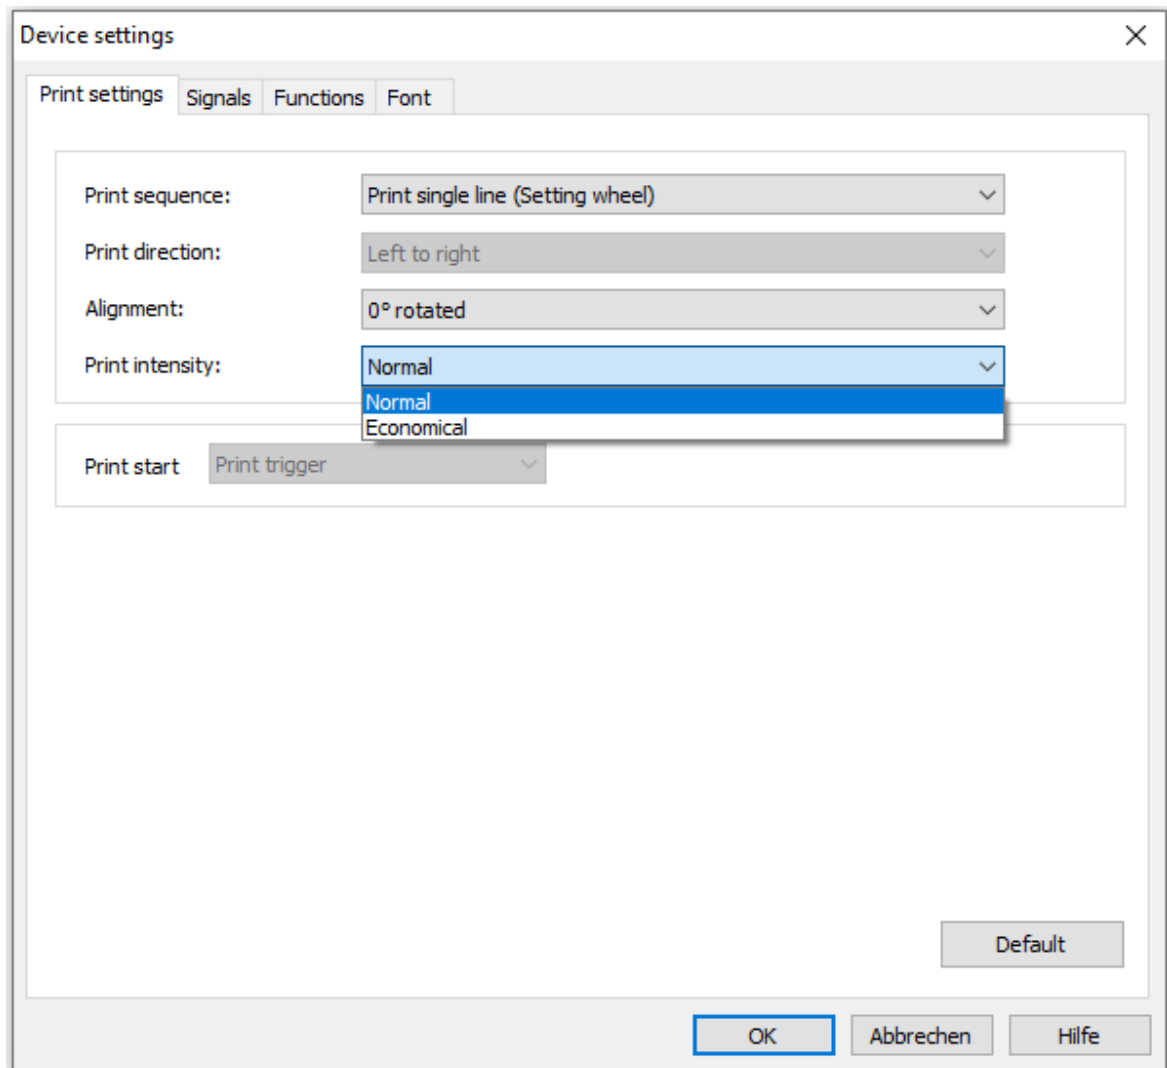 Device settings
Print settings Signals Functions Font
Print sequence: Print single line (Setting wheel)
Print direction: Left to right
Alignment: 0° rotated
Print intensity: Normal
Normal
Economical
Print start Print trigger
Default
OK Abbrechen Hilfe